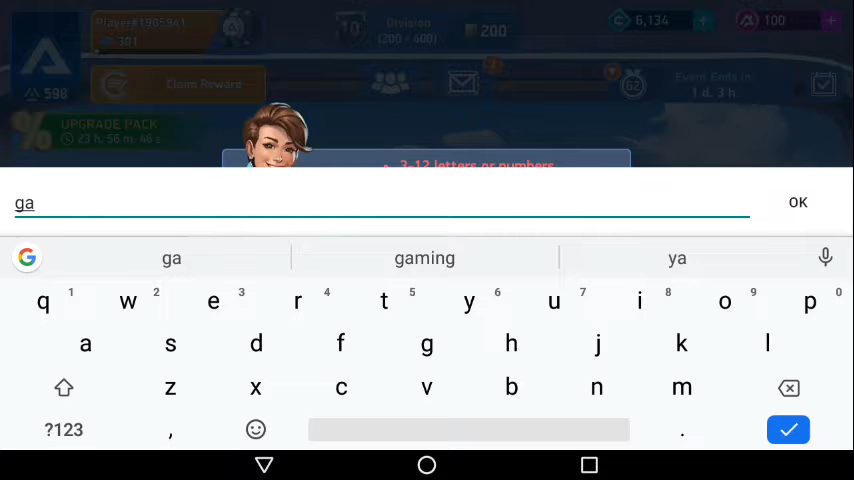 Player#1905941
301
10
Division
(200 / 600)
200
6,134
+
100
+
598
Claim Reward
2
62
Event Ends in:
1 d. 3 h.
%
UPGRADE PACK
23 h. 56 m. 46 s
3-12 letters or numbers
ga
OK
G
ga
gaming
ya
q 1 w 2 e 3 r 4 t 5 y 6 u 7 i 8 o 9 p 0
a s d f g h j k l
z x c v b n m
?123 , .